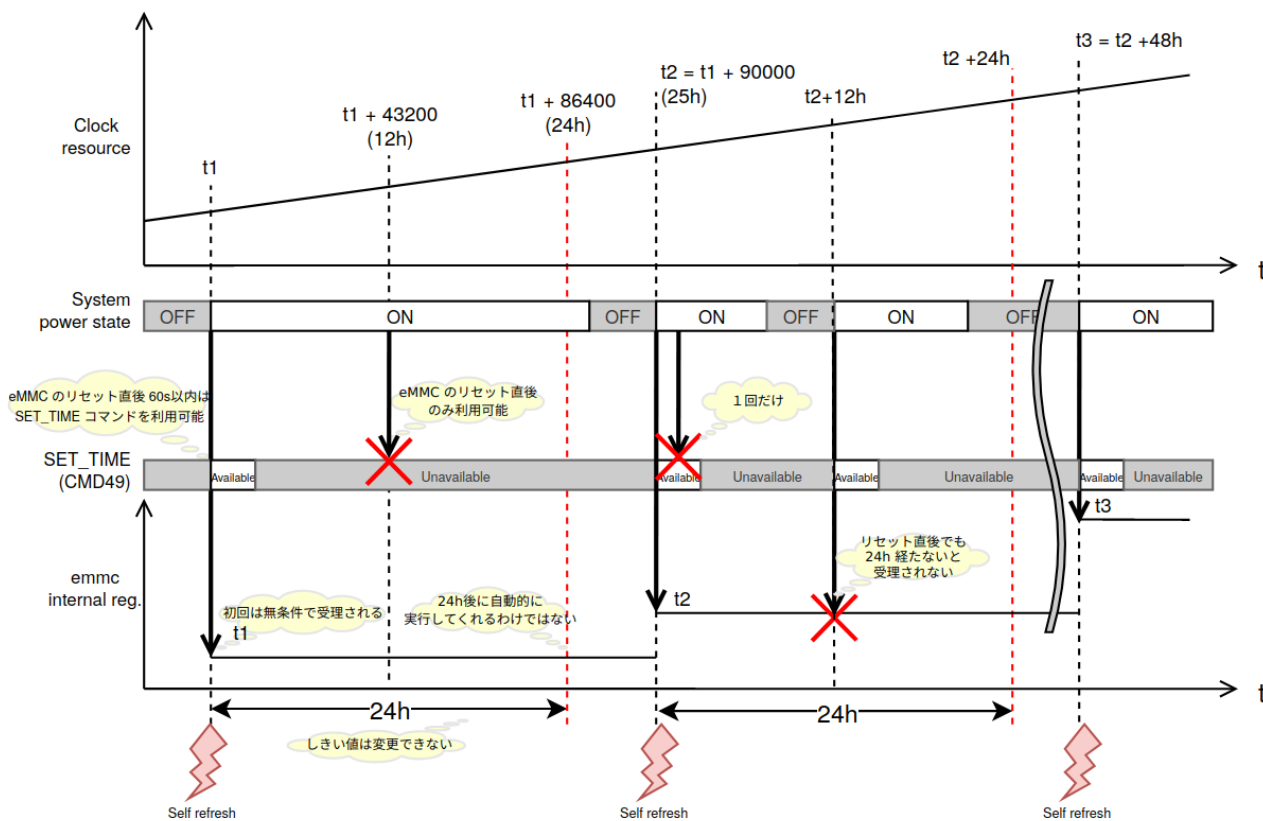 t3 = t2 +48h
t2 +24h
t2 = t1 + 90000
(25h)
t2+12h
t1 + 86400
(24h)
t1 + 43200
(12h)
t1
Clock
resource
t
System
power state
OFF
ON
OFF
ON
OFF
ON
OFF
ON
eMMC のリセット直後 60s以内は
SET_TIME コマンドを利用可能
eMMC のリセット直後
のみ利用可能
１回だけ
SET_TIME
(CMD49)
Available
Unavailable
Available
Unavailable
Available
Unavailable
Available
Unavailable
t3
リセット直後でも
24h 経たないと
受理されない
emmc
internal reg.
初回は無条件で受理される
t1
24h後に自動的に
実行してくれるわけではない
t2
t
24h
24h
しきい値は変更できない
Self refresh
Self refresh
Self refresh